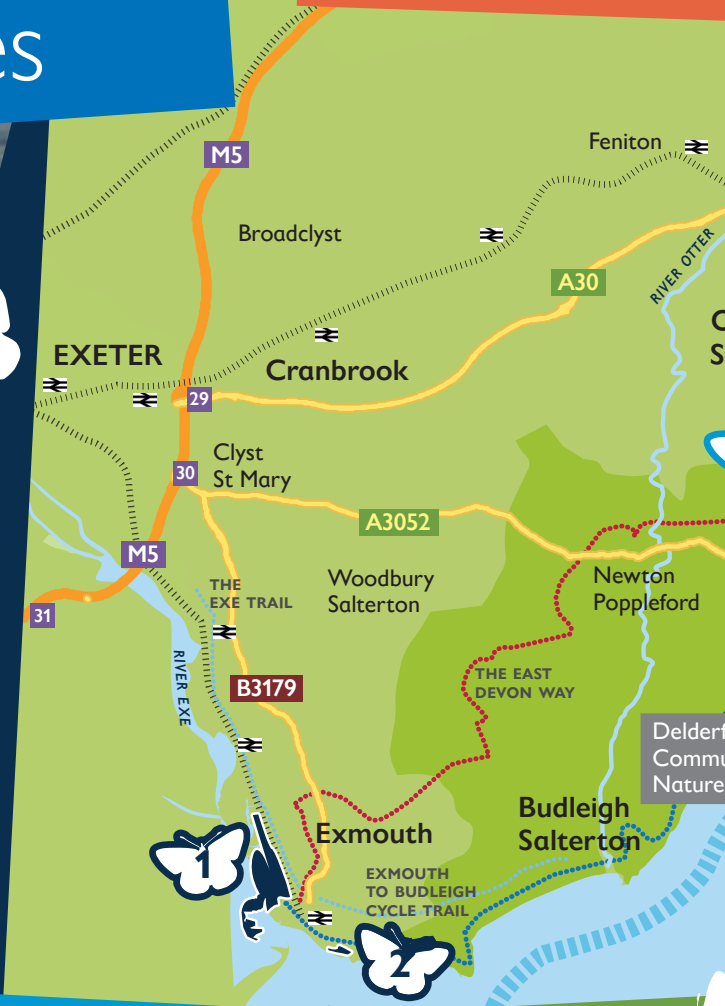 es
M5
Feniton
Broadclyst
RIVER OTTER
A30
EXETER
Cranbrook
29
Clyst
St Mary
30
A3052
M5
THE
EXE TRAIL
Woodbury
Salterton
Newton
Poppleford
31
RIVER EXE
B3179
THE EAST
DEVON WAY
Budleigh
Salterton
Exmouth
1
EXMOUTH
TO BUDLEIGH
CYCLE TRAIL
2
Nature